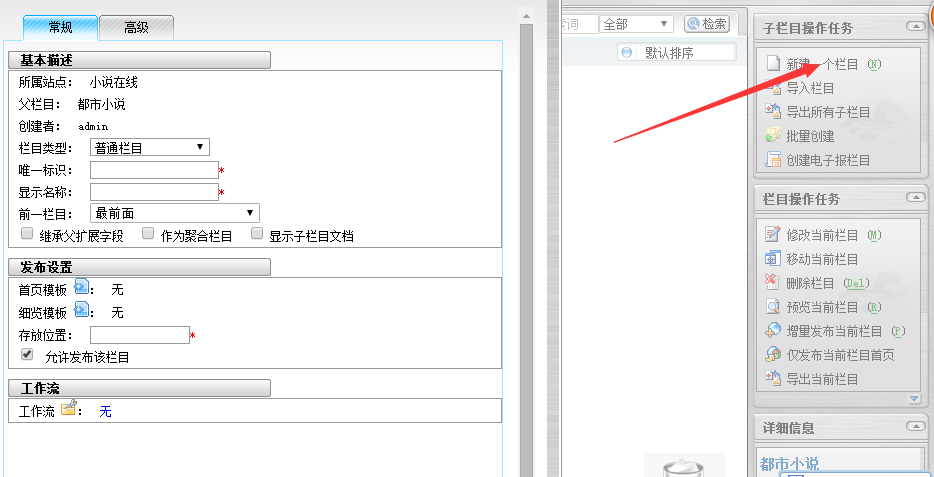 常规 高级
基本描述
所属站点: 小说在线
父栏目: 都市小说
创建者: admin
栏目类型: 普通栏目
唯一标识: *
显示名称: *
前一栏目: 最前面
继承父扩展字段 作为聚合栏目 显示子栏目文档
发布设置
首页模板 : 无
细览模板 : 无
存放位置: *
允许发布该栏目
工作流
工作流 : 无
词 全部 检索
默认排序
子栏目操作任务
新建一个栏目 (N)
导入栏目
导出所有子栏目
批量创建
创建电子报栏目
栏目操作任务
修改当前栏目 (M)
移动当前栏目
删除栏目 (Del)
预览当前栏目 (R)
增量发布当前栏目 (P)
仅发布当前栏目首页
导出当前栏目
详细信息
都市小说